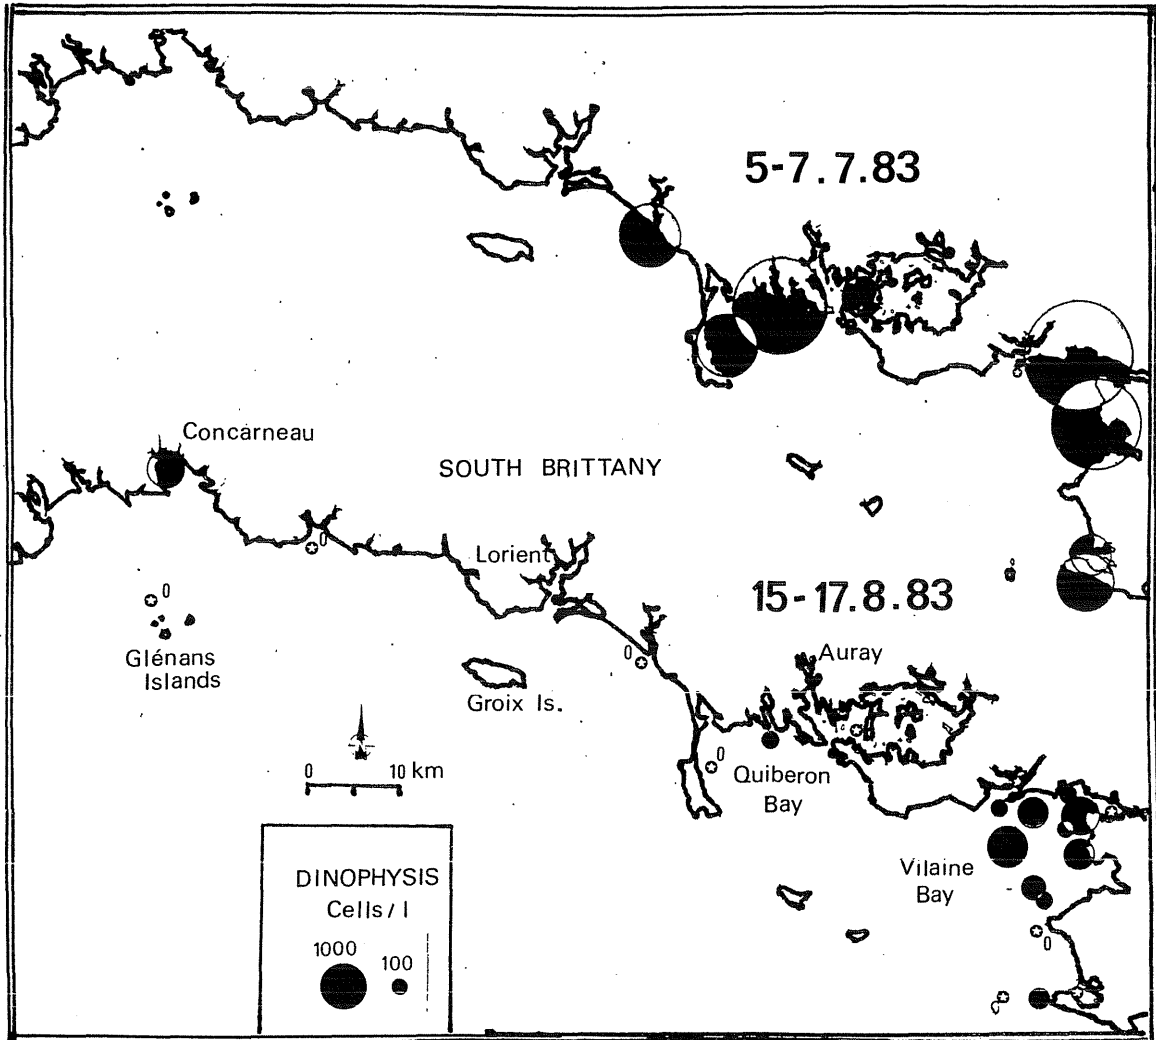 5-7.7.83
Concarneau
SOUTH BRITTANY
0
Lorient
0
15-17.8.83
Glénans
Islands
0
Auray
Groix Is.
N
0
0 10 km
Quiberon
Bay
Vilaine
Bay
DINOPHYSIS
Cells/l
1000
100
0